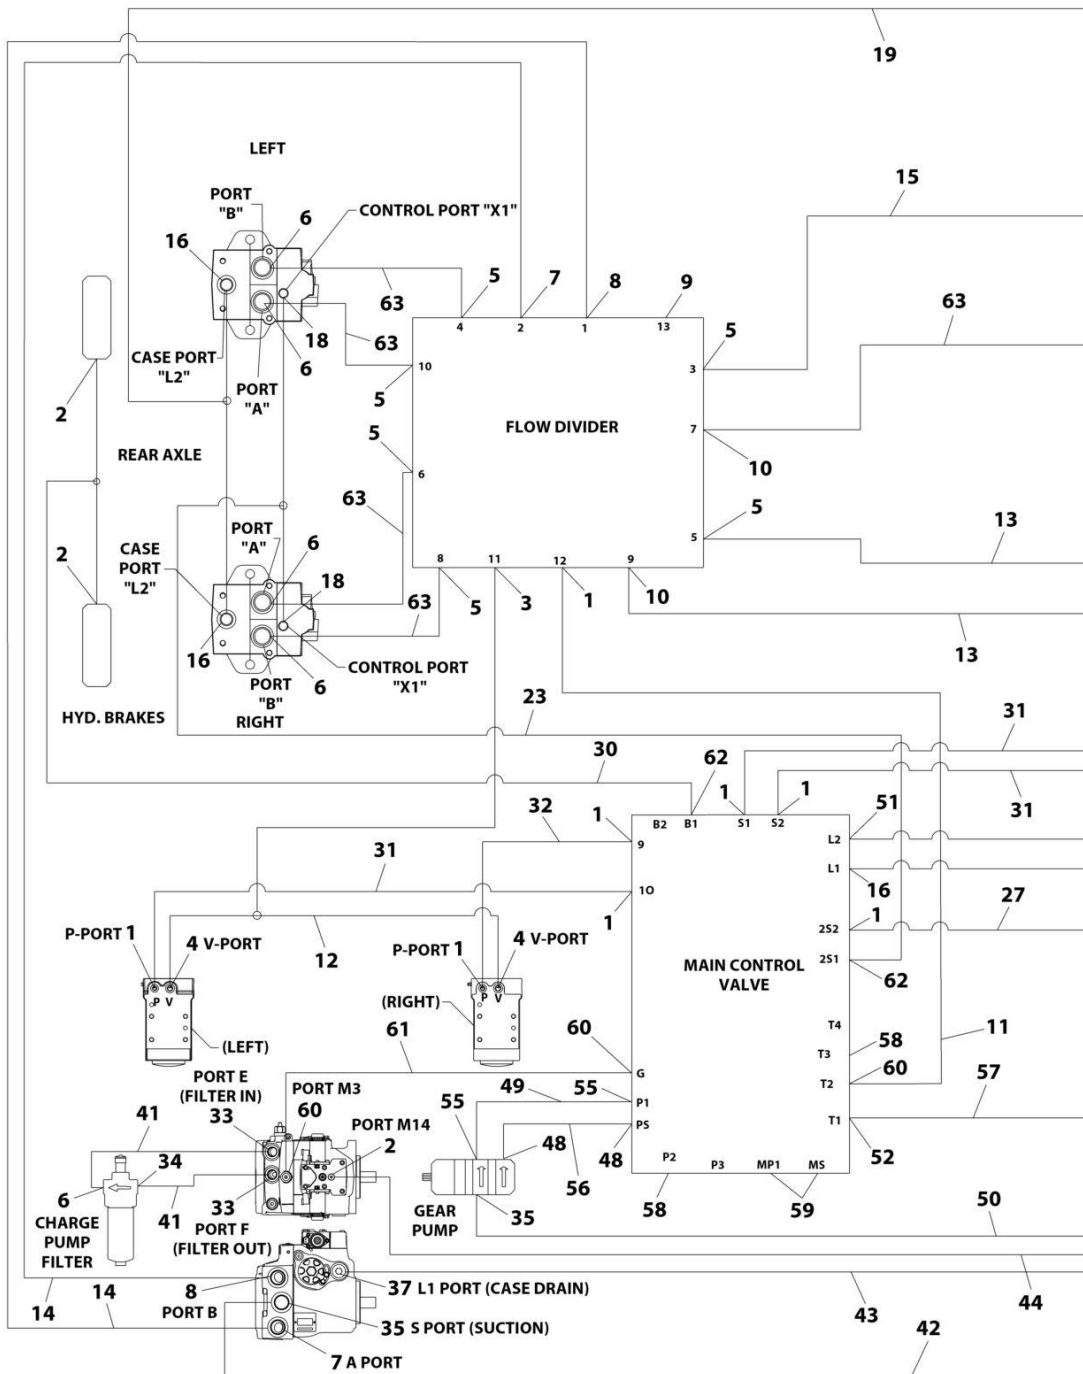 19
LEFT
15
PORT
"B"
6
CONTROL PORT "X1"
16
5
7
8
9
63
63
4
2
1
13
18
5
63
3
CASE PORT
"L2"
6
10
2
PORT
"A"
5
FLOW DIVIDER
5
7
REAR AXLE
6
10
63
5
13
2
CASE
PORT
"L2"
PORT
"A"
6
5
18
8
11
12
9
63
5
3
1
10
16
CONTROL PORT
"X1"
13
PORT
"B"
6
HYD. BRAKES
RIGHT
23
31
30
62
1
1
31
32
1
B2
B1
S1
S2
51
9
L2
31
L1
10
16
1
1
27
2S2
P-PORT 1
4 V-PORT
12
P-PORT 1
4 V-PORT
MAIN CONTROL
VALVE
2S1
62
P
V
P
V
(RIGHT)
T4
11
(LEFT)
61
60
T3
58
60
PORT E
(FILTER IN)
G
T2
57
PORT M3
49
55
P1
T1
41
33
60
PORT M14
55
PS
34
2
48
48
52
P2
P3
MP1
MS
56
6
41
33
GEAR
PUMP
35
58
59
50
CHARGE
PUMP
FILTER
PORT F
(FILTER OUT)
8
37 L1 PORT (CASE DRAIN)
14
14
PORT B
43
44
35 S PORT (SUCTION)
42
7 A PORT